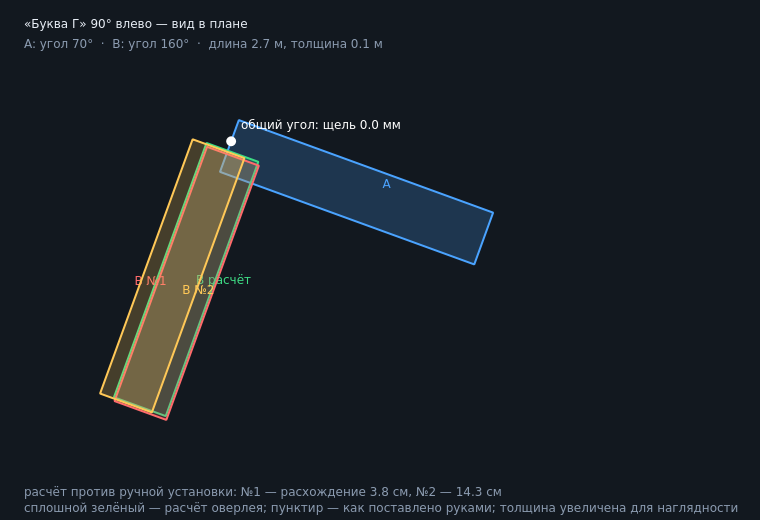 «Буква Г» 90° влево — вид в плане
А: угол 70° · В: угол 160° · длина 2.7 м, толщина 0.1 м
общий угол: щель 0.0 мм
А
В №1
В расчёт
В №2
расчёт против ручной установки: №1 — расхождение 3.8 см, №2 — 14.3 см
сплошной зелёный — расчёт оверлея; пунктир — как поставлено руками; толщина увеличена для наглядности